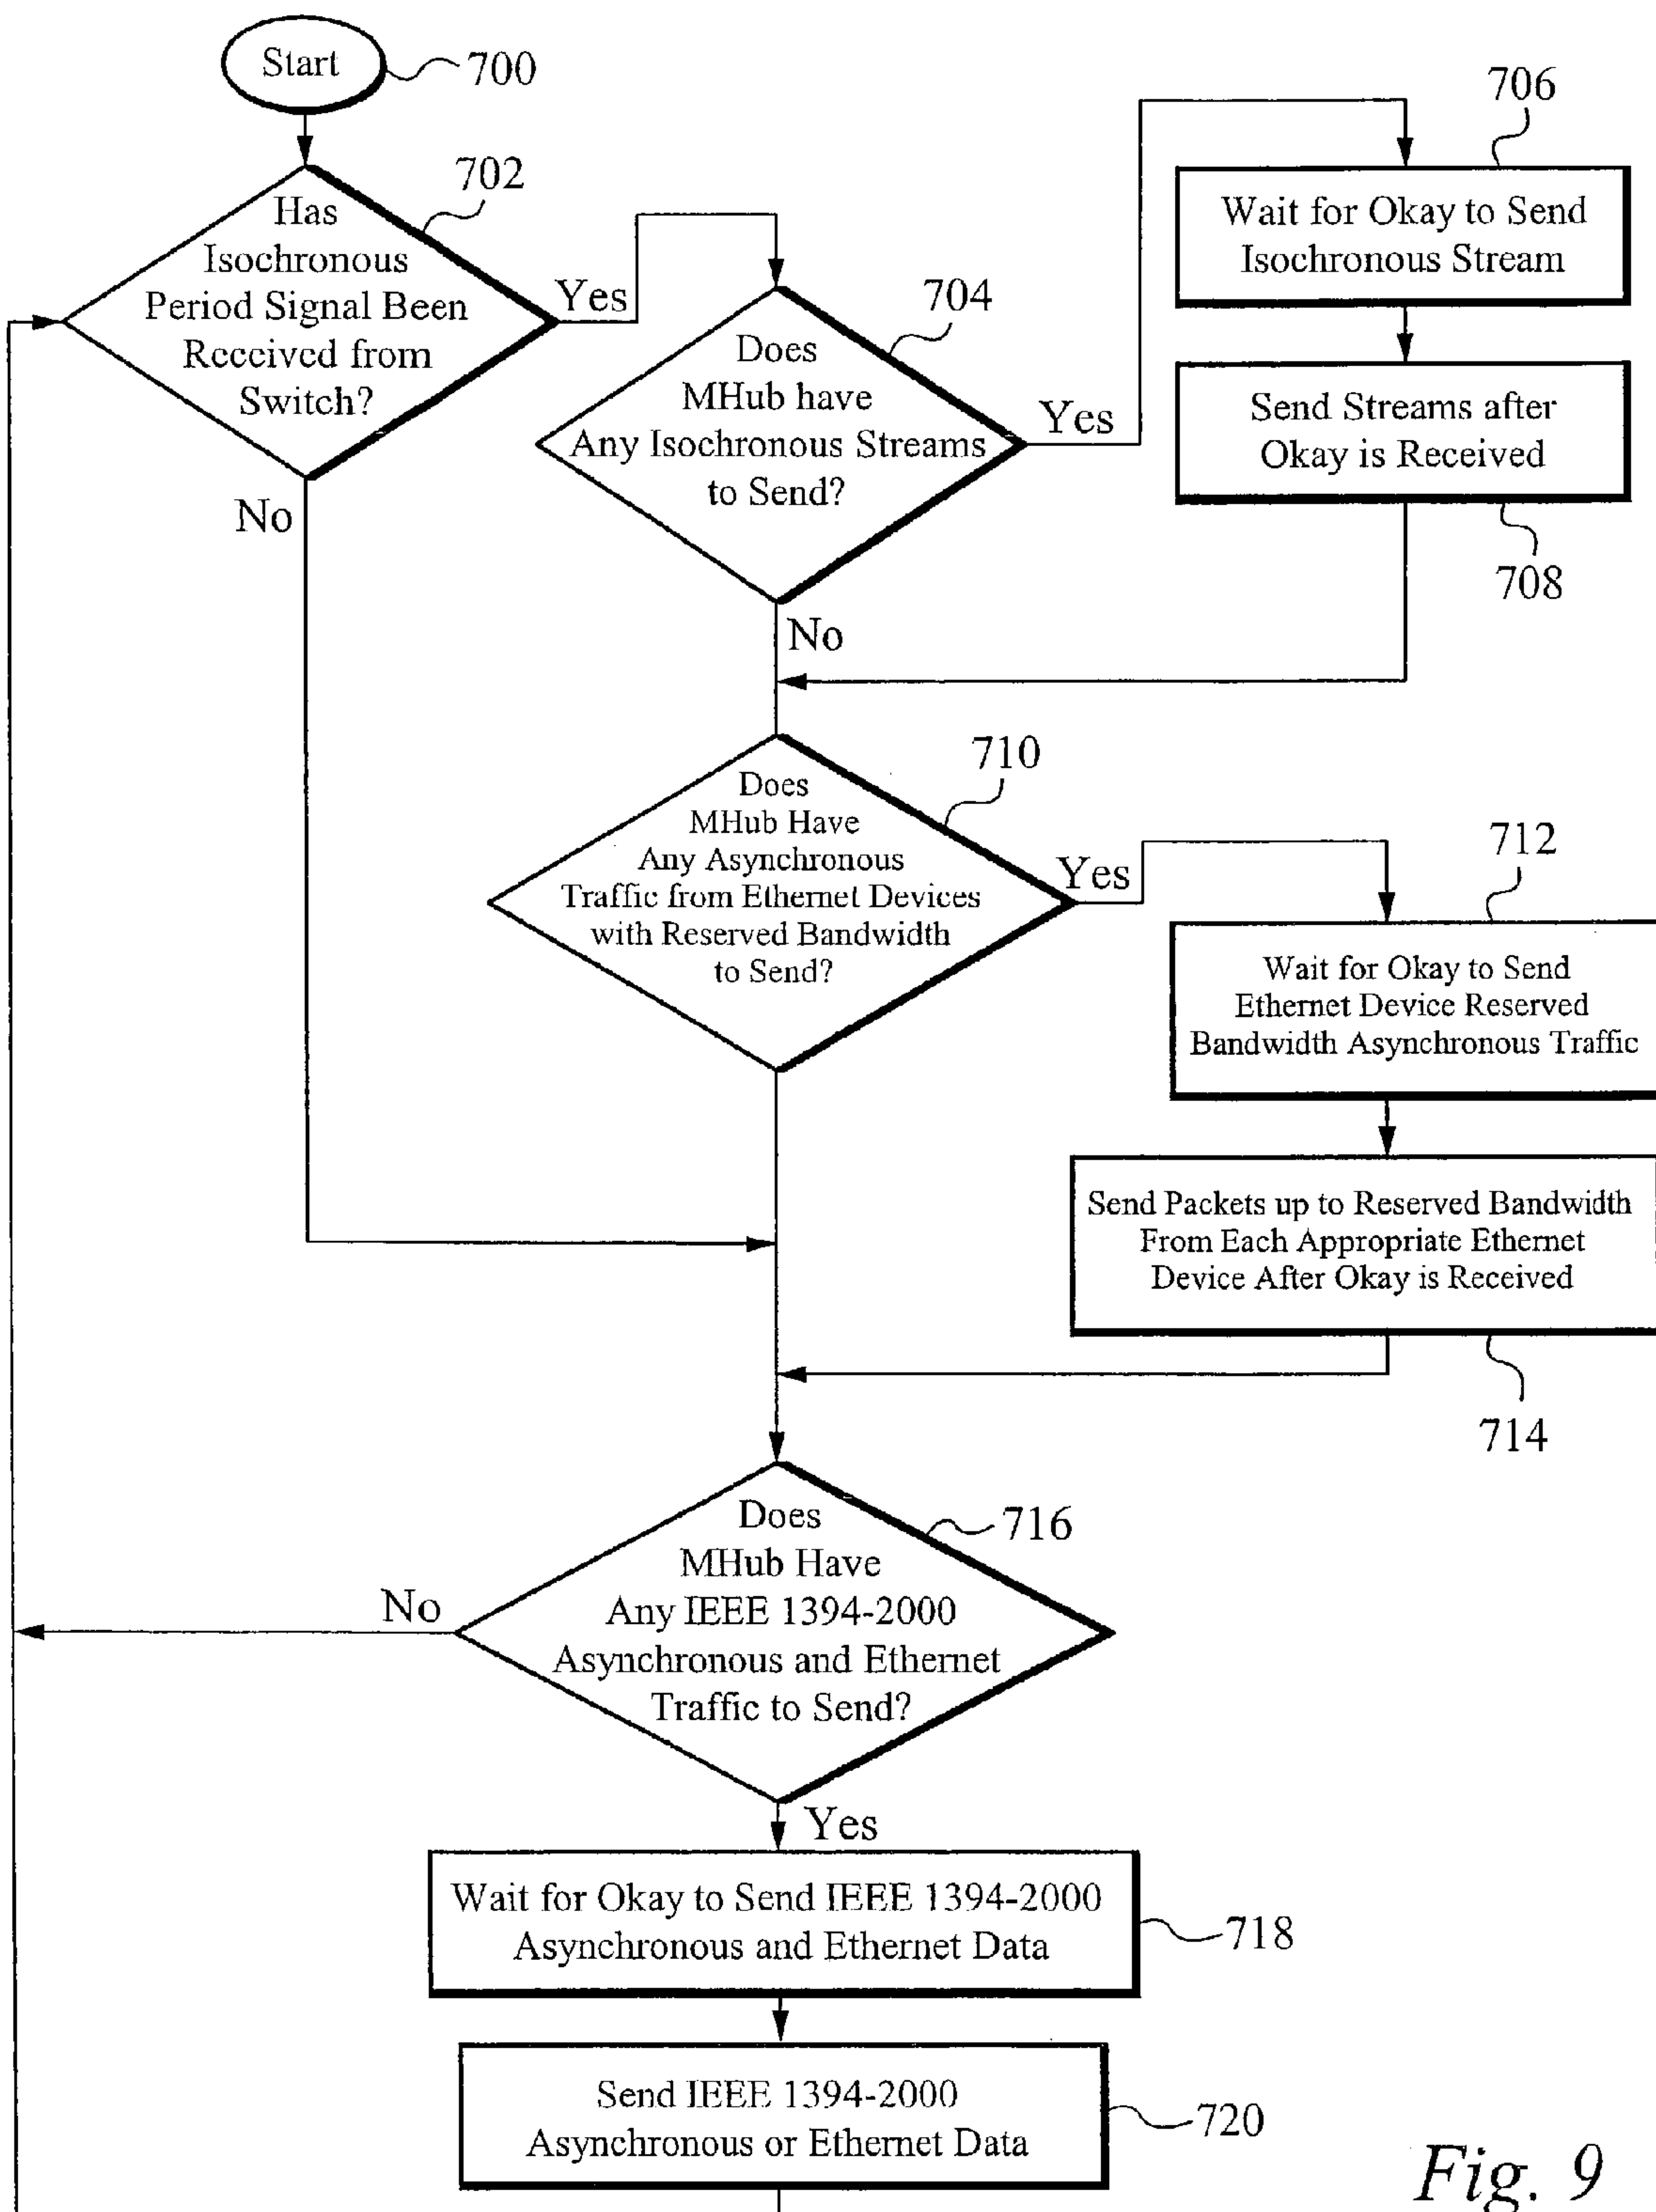 Start
700
702
Has
Isochronous
Period Signal Been
Received from
Switch?
Yes
No
704
Does
MHub have
Any Isochronous Streams
to Send?
Yes
No
706
Wait for Okay to Send
Isochronous Stream
Send Streams after
Okay is Received
708
710
Does
MHub Have
Any Asynchronous
Traffic from Ethernet Devices
with Reserved Bandwidth
to Send?
Yes
712
Wait for Okay to Send
Ethernet Device Reserved
Bandwidth Asynchronous Traffic
Send Packets up to Reserved Bandwidth
From Each Appropriate Ethernet
Device After Okay is Received
714
716
Does
MHub Have
Any IEEE 1394-2000
Asynchronous and Ethernet
Traffic to Send?
No
Yes
Wait for Okay to Send IEEE 1394-2000
Asynchronous and Ethernet Data
718
Send IEEE 1394-2000
Asynchronous or Ethernet Data
720
Fig. 9